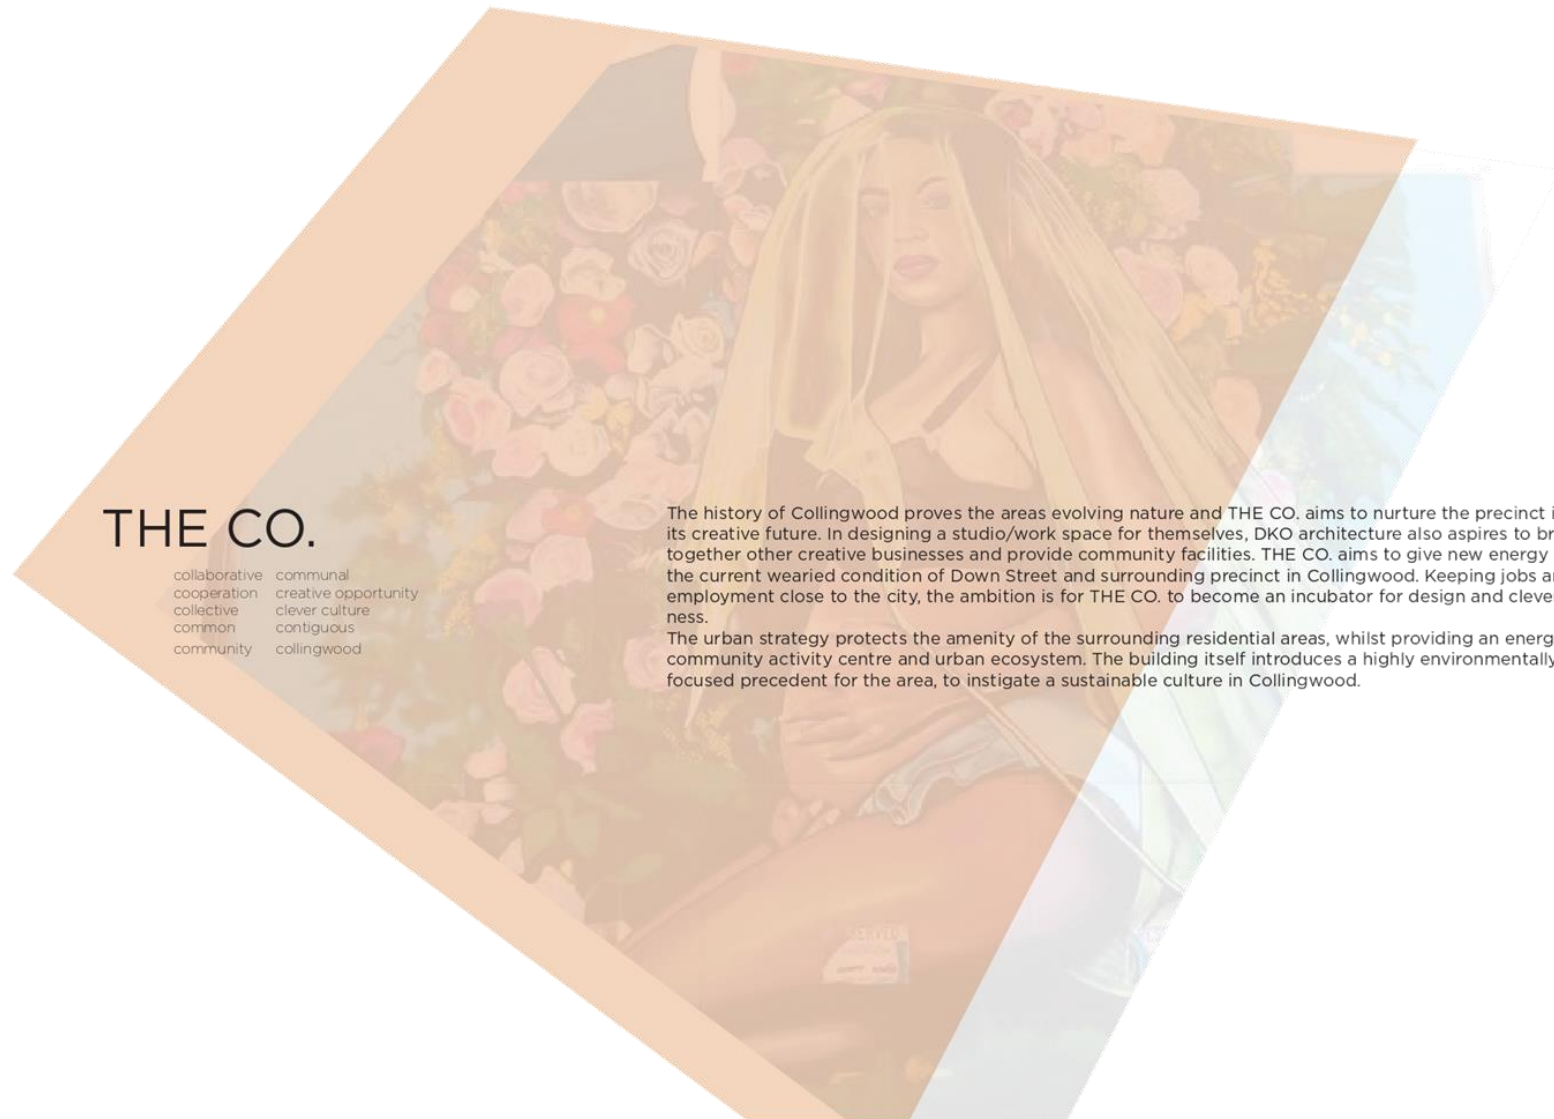 THE CO.
collaborative communal
cooperation creative opportunity
collective clever culture
common contiguous
community collingwood
The history of Collingwood proves the areas evolving nature and THE CO. aims to nurture the precinct
its creative future. In designing a studio/work space for themselves, DKO architecture also aspires to
together other creative businesses and provide community facilities. THE CO. aims to give new energy
the current wearied condition of Down Street and surrounding precinct in Collingwood. Keeping jobs
employment close to the city, the ambition is for THE CO. to become an incubator for design and clever
ness.
The urban strategy protects the amenity of the surrounding residential areas, whilst providing an
community activity centre and urban ecosystem. The building itself introduces a highly environmentally
focused precedent for the area, to instigate a sustainable culture in Collingwood.